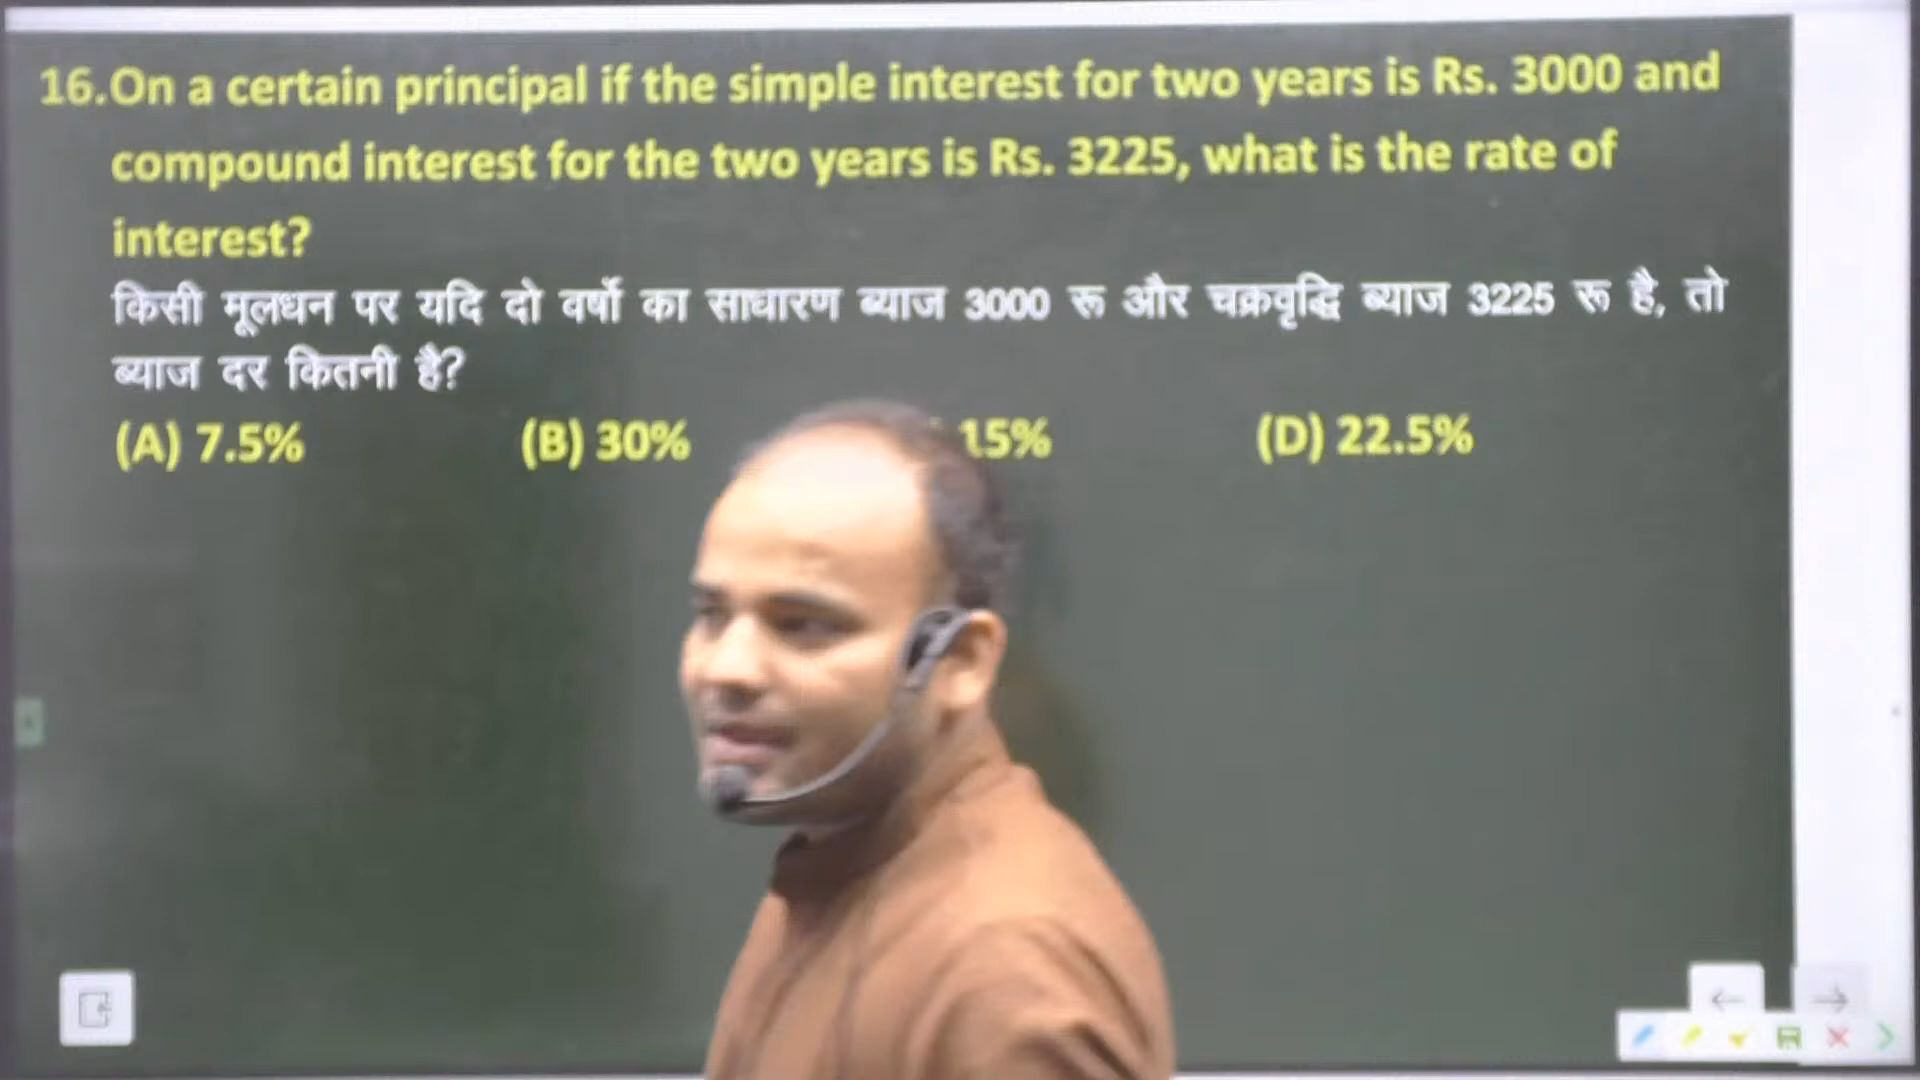 16.On a certain principal if the simple interest for two years is Rs. 3000 and
compound interest for the two years is Rs. 3225, what is the rate of
interest?
किसी मूलधन पर यदि दो वर्षो का साधारण ब्याज 3000 रू और चक्रवृद्धि ब्याज 3225 रू है, तो
ब्याज दर कितनी है?
(A) 7.5% (B) 30% 15% (D) 22.5%